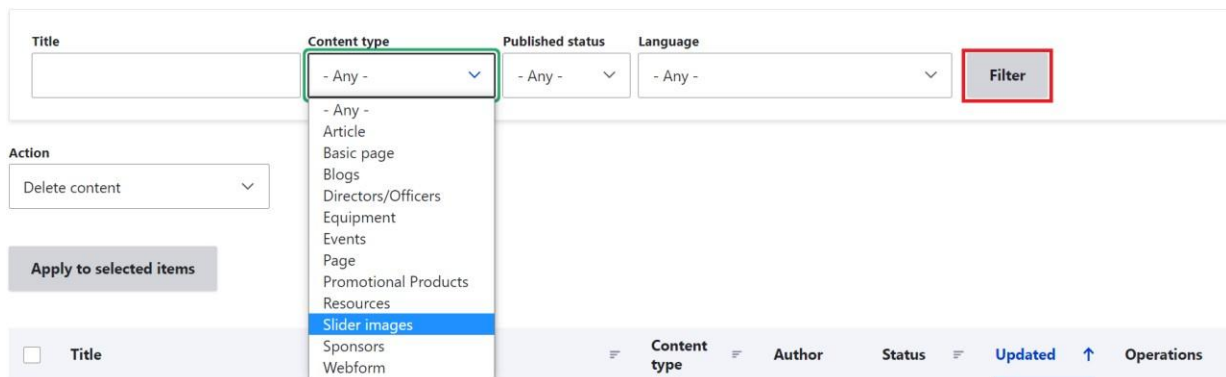 Title Content type Published status Language
- Any - - Any - - Any - Filter
- Any -
Article
Action
Basic page
Delete content
Blogs
Directors/Officers
Equipment
Events
Page
Apply to selected items
Promotional Products
Resources
Slider images
Sponsors
Webform
Title Content type Author Status Updated Operations